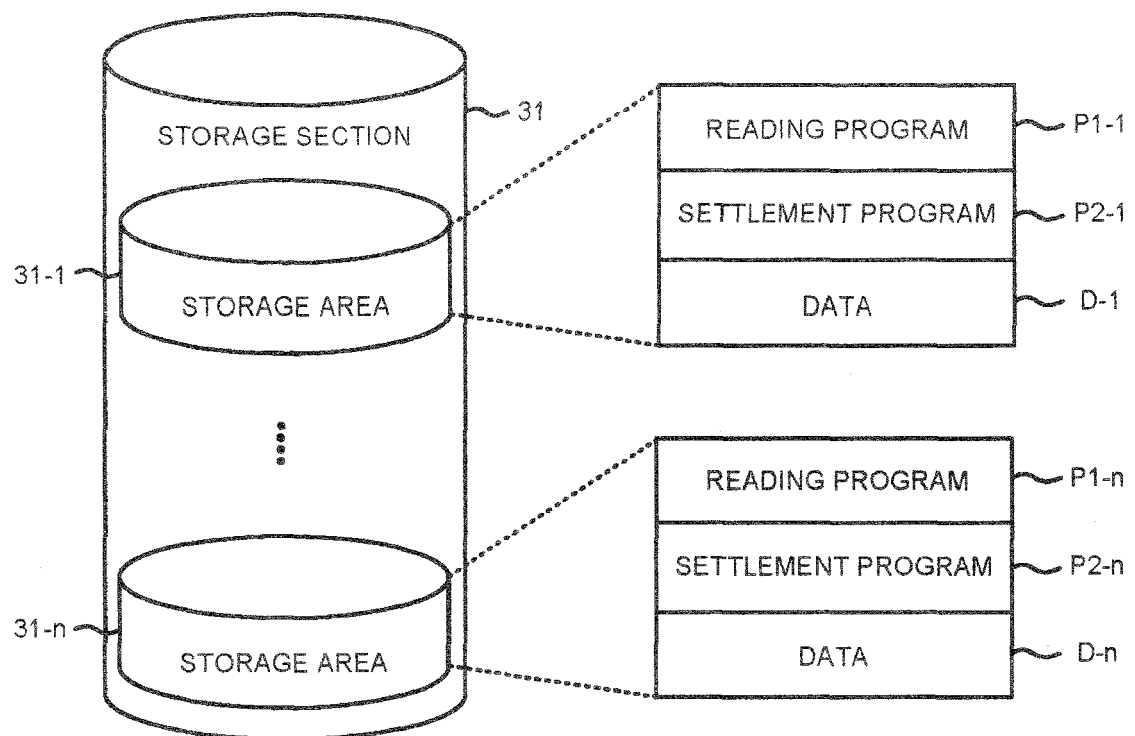 STORAGE SECTION
31
31-1
STORAGE AREA
READING PROGRAM
P1-1
SETTLEMENT PROGRAM
P2-1
DATA
D-1
31-n
STORAGE AREA
READING PROGRAM
P1-n
SETTLEMENT PROGRAM
P2-n
DATA
D-n